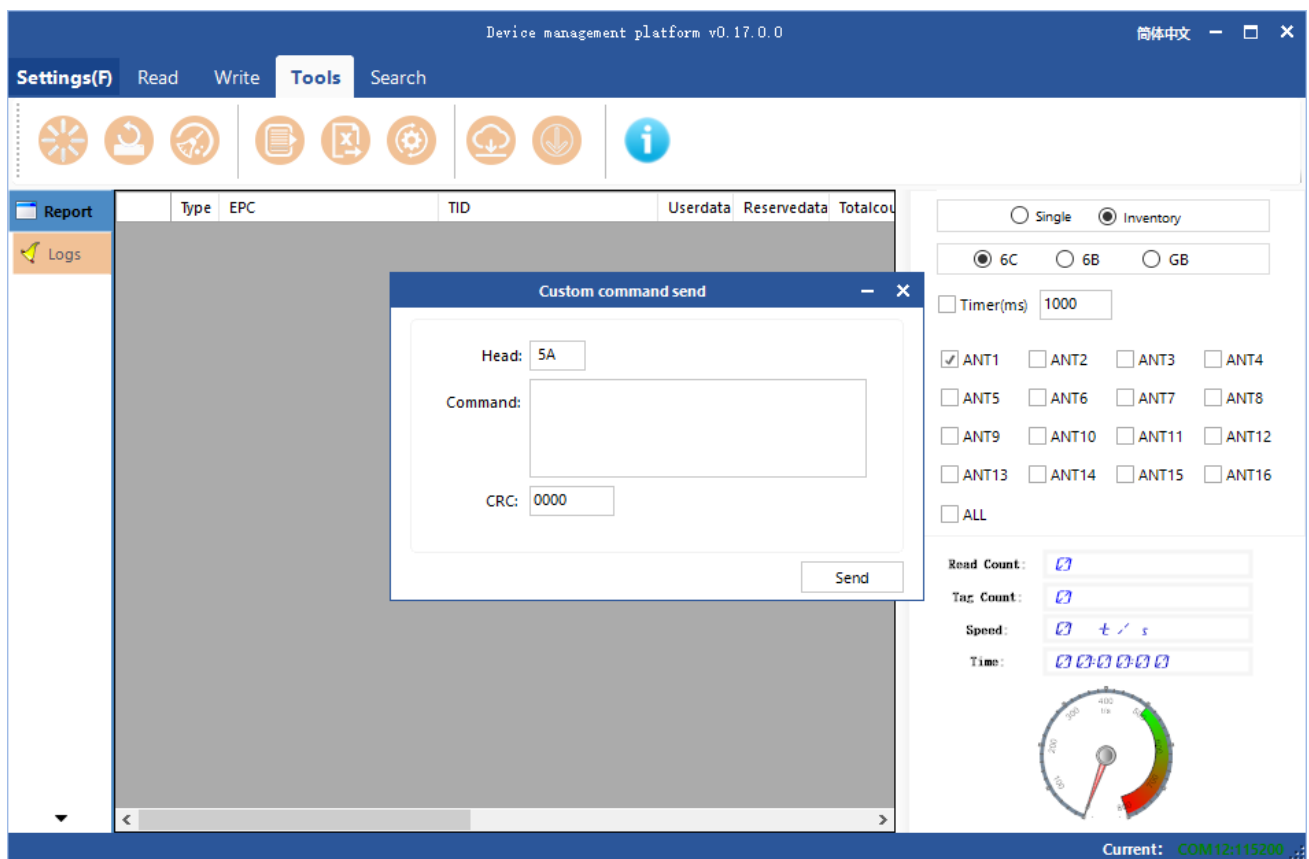 Device management platform v0.17.0.0 简体中文
Settings(F) Read Write Tools Search
Report
Logs
Type EPC TID Userdata Reservedata Totalcou
Custom command send
Head: 5A
Command:
CRC: 0000
Send
Single Inventory
6C 6B GB
Timer(ms) 1000
ANT1 ANT2 ANT3 ANT4
ANT5 ANT6 ANT7 ANT8
ANT9 ANT10 ANT11 ANT12
ANT13 ANT14 ANT15 ANT16
ALL
Read Count: 0
Tag Count: 0
Speed: 0 t/s
Time: 00:00:00
400
t/s
300
200
100
Current: COM12:115200